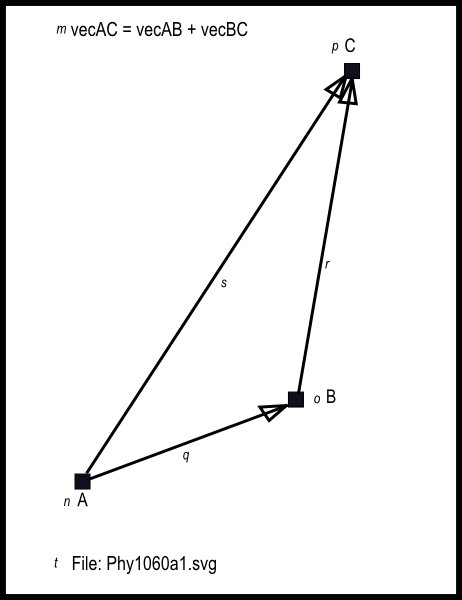 m vecAC = vecAB + vecBC
p C
s
r
o B
q
n A
t File: Phy1060a1.svg